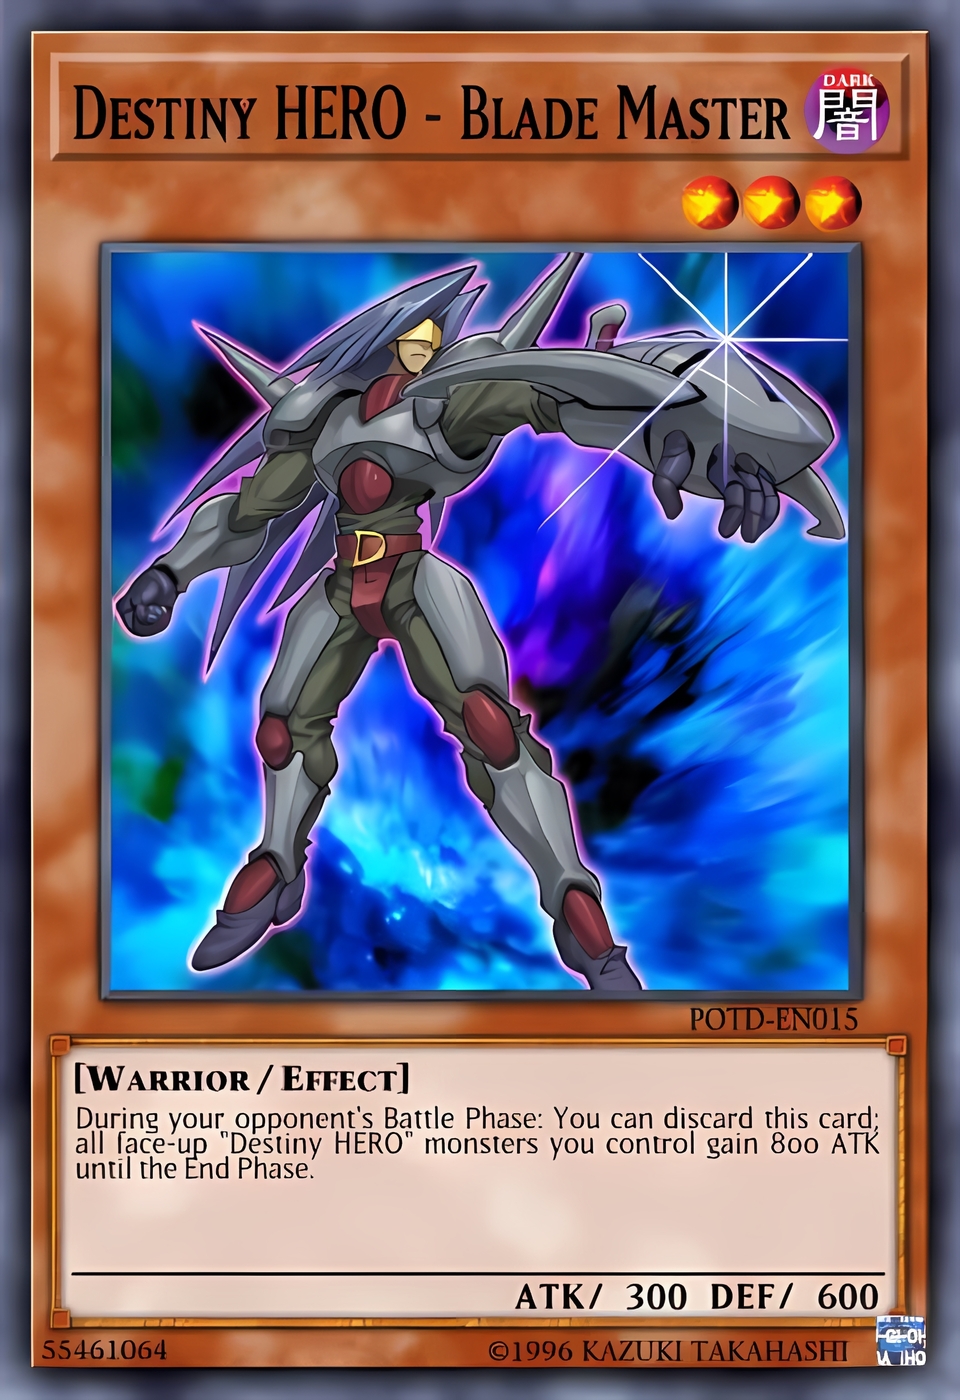 DESTINY HERO - BLADE MASTER
DARK
闇
POTD-EN015
[WARRIOR / EFFECT]
During your opponent's Battle Phase: You can discard this card;
all face-up "Destiny HERO" monsters you control gain 800 ATK
until the End Phase.
ATK/ 300 DEF/ 600
55461064
©1996 KAZUKI TAKAHASHI